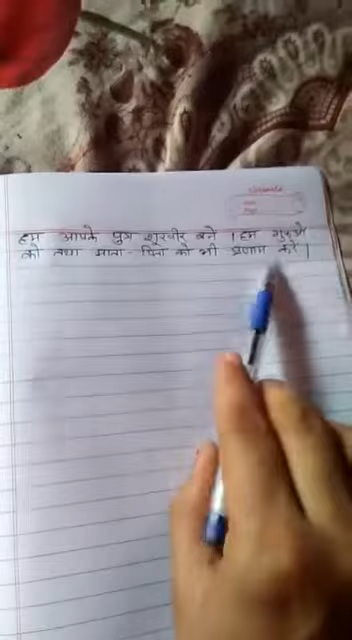 हम आपके पुत्र शूरवीर बने । हम गुरुओ
को तथा माता - पिता को भी प्रणाम करे ।